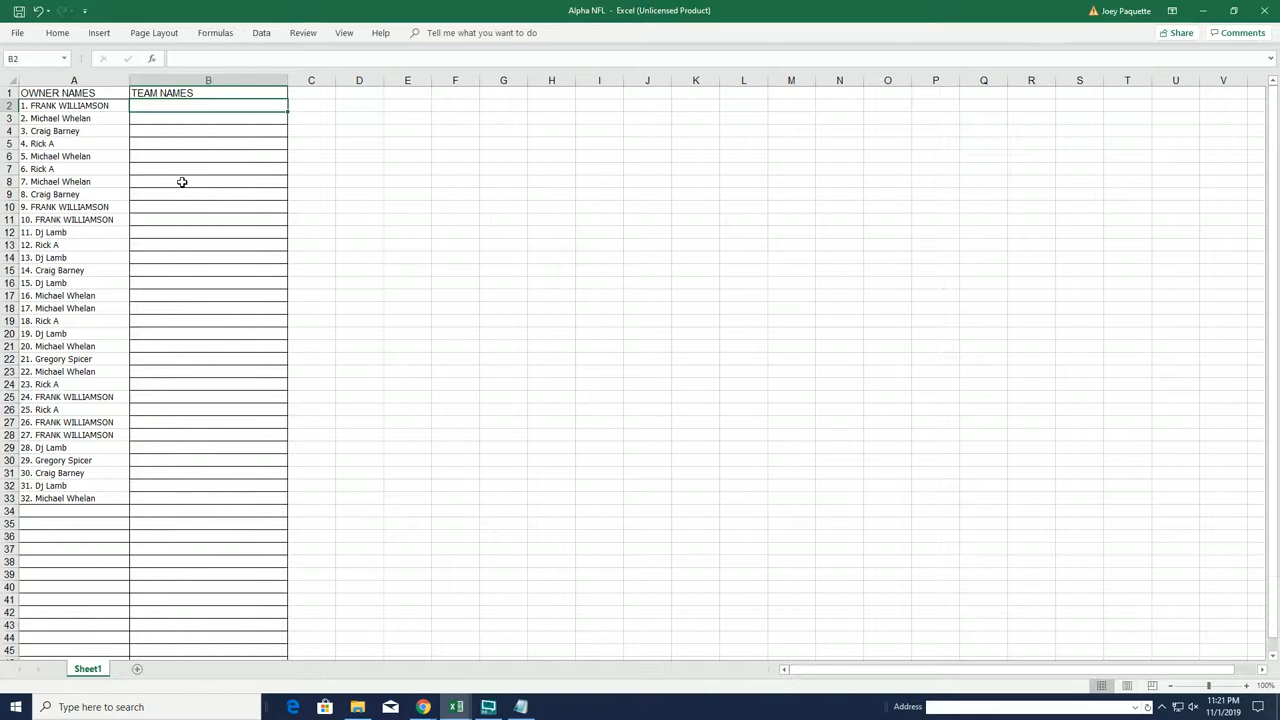 Alpha NFL - Excel (Unlicensed Product)
Joey Paquette
File Home Insert Page Layout Formulas Data Review View Help Tell me what you want to do
Share Comments
B2
fx
A B C D E F G H I J K L M N O P Q R S T U V
1 OWNER NAMES TEAM NAMES
2 1. FRANK WILLIAMSON
3 2. Michael Whelan
4 3. Craig Barney
5 4. Rick A
6 5. Michael Whelan
7 6. Rick A
8 7. Michael Whelan
9 8. Craig Barney
10 9. FRANK WILLIAMSON
11 10. FRANK WILLIAMSON
12 11. Dj Lamb
13 12. Rick A
14 13. Dj Lamb
15 14. Craig Barney
16 15. Dj Lamb
17 16. Michael Whelan
18 17. Michael Whelan
19 18. Rick A
20 19. Dj Lamb
21 20. Michael Whelan
22 21. Gregory Spicer
23 22. Michael Whelan
24 23. Rick A
25 24. FRANK WILLIAMSON
26 25. Rick A
27 26. FRANK WILLIAMSON
28 27. FRANK WILLIAMSON
29 28. Dj Lamb
30 29. Gregory Spicer
31 30. Craig Barney
32 31. Dj Lamb
33 32. Michael Whelan
34
35
36
37
38
39
40
41
42
43
44
45
Sheet1
100%
Type here to search
Address
11:21 PM
11/1/2019